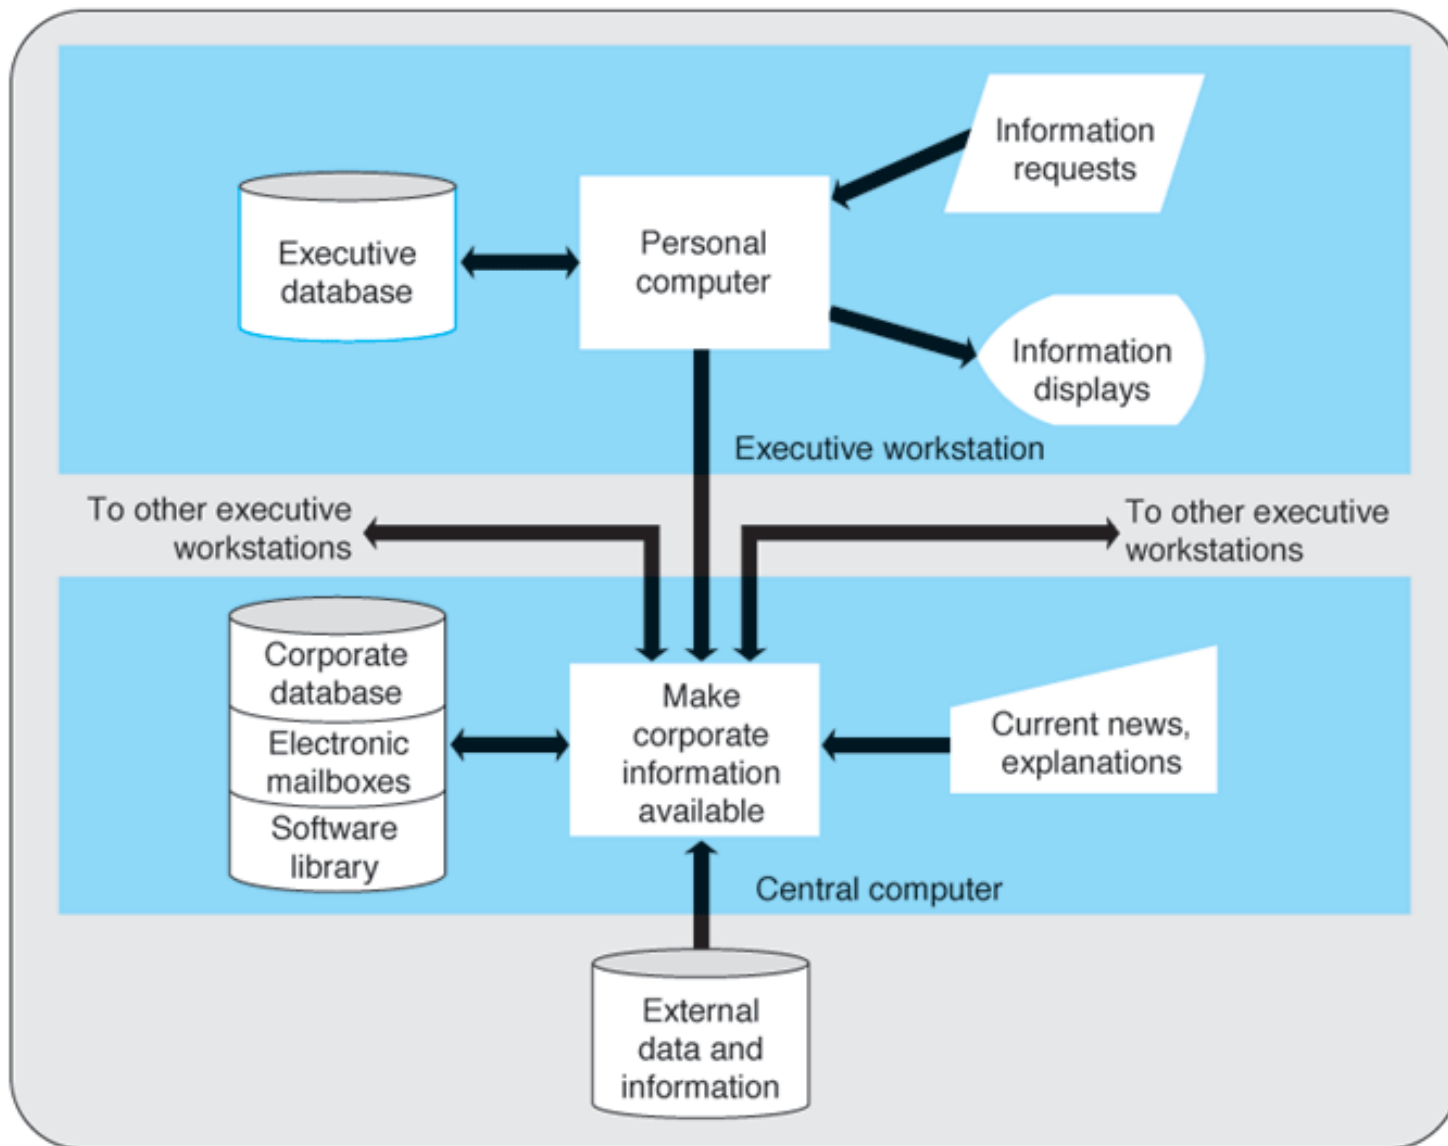 Information
requests
Executive
database
Personal
computer
Information
displays
Executive workstation
To other executive
workstations
To other executive
workstations
Corporate
database
Electronic
mailboxes
Software
library
Make
corporate
information
available
Current news,
explanations
Central computer
External
data and
information